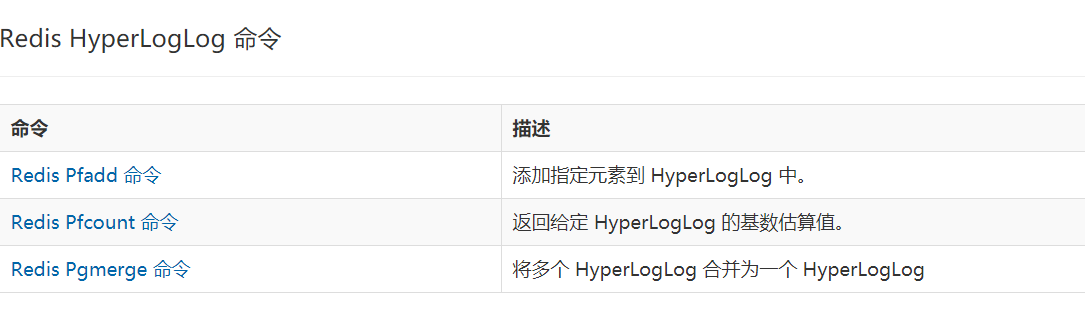 Redis HyperLogLog 命令
命令 描述
Redis Pfadd 命令 添加指定元素到 HyperLogLog 中。
Redis Pfcount 命令 返回给定 HyperLogLog 的基数估算值。
Redis Pgmerge 命令 将多个 HyperLogLog 合并为一个 HyperLogLog